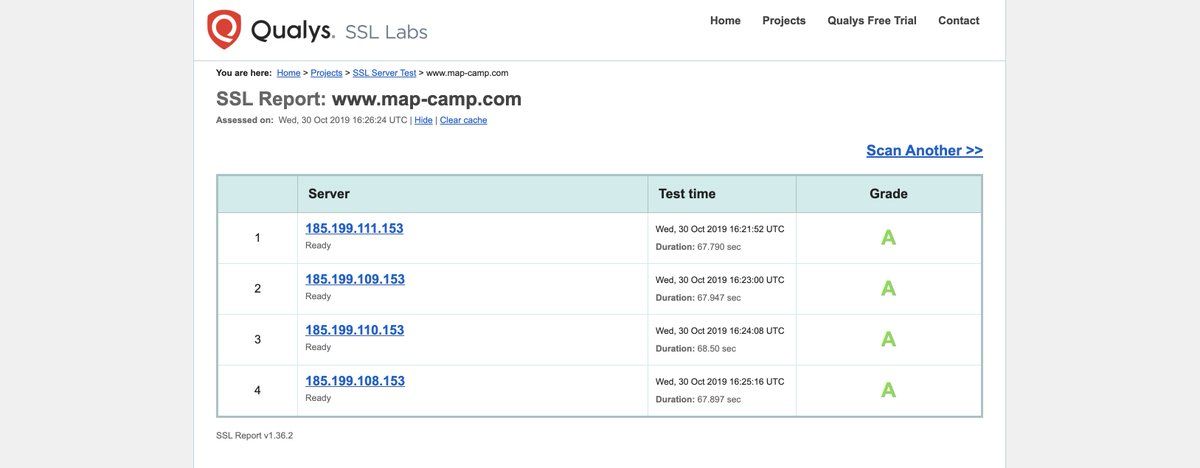 Qualys. SSL Labs
Home Projects Qualys Free Trial Contact
You are here: Home > Projects > SSL Server Test > www.map-camp.com
SSL Report: www.map-camp.com
Assessed on: Wed, 30 Oct 2019 16:26:24 UTC | Hide | Clear cache
Scan Another >>
Server Test time Grade
1 185.199.111.153 Ready Wed, 30 Oct 2019 16:21:52 UTC Duration: 67.790 sec A
2 185.199.109.153 Ready Wed, 30 Oct 2019 16:23:00 UTC Duration: 67.947 sec A
3 185.199.110.153 Ready Wed, 30 Oct 2019 16:24:08 UTC Duration: 68.50 sec A
4 185.199.108.153 Ready Wed, 30 Oct 2019 16:25:16 UTC Duration: 67.897 sec A
SSL Report v1.36.2